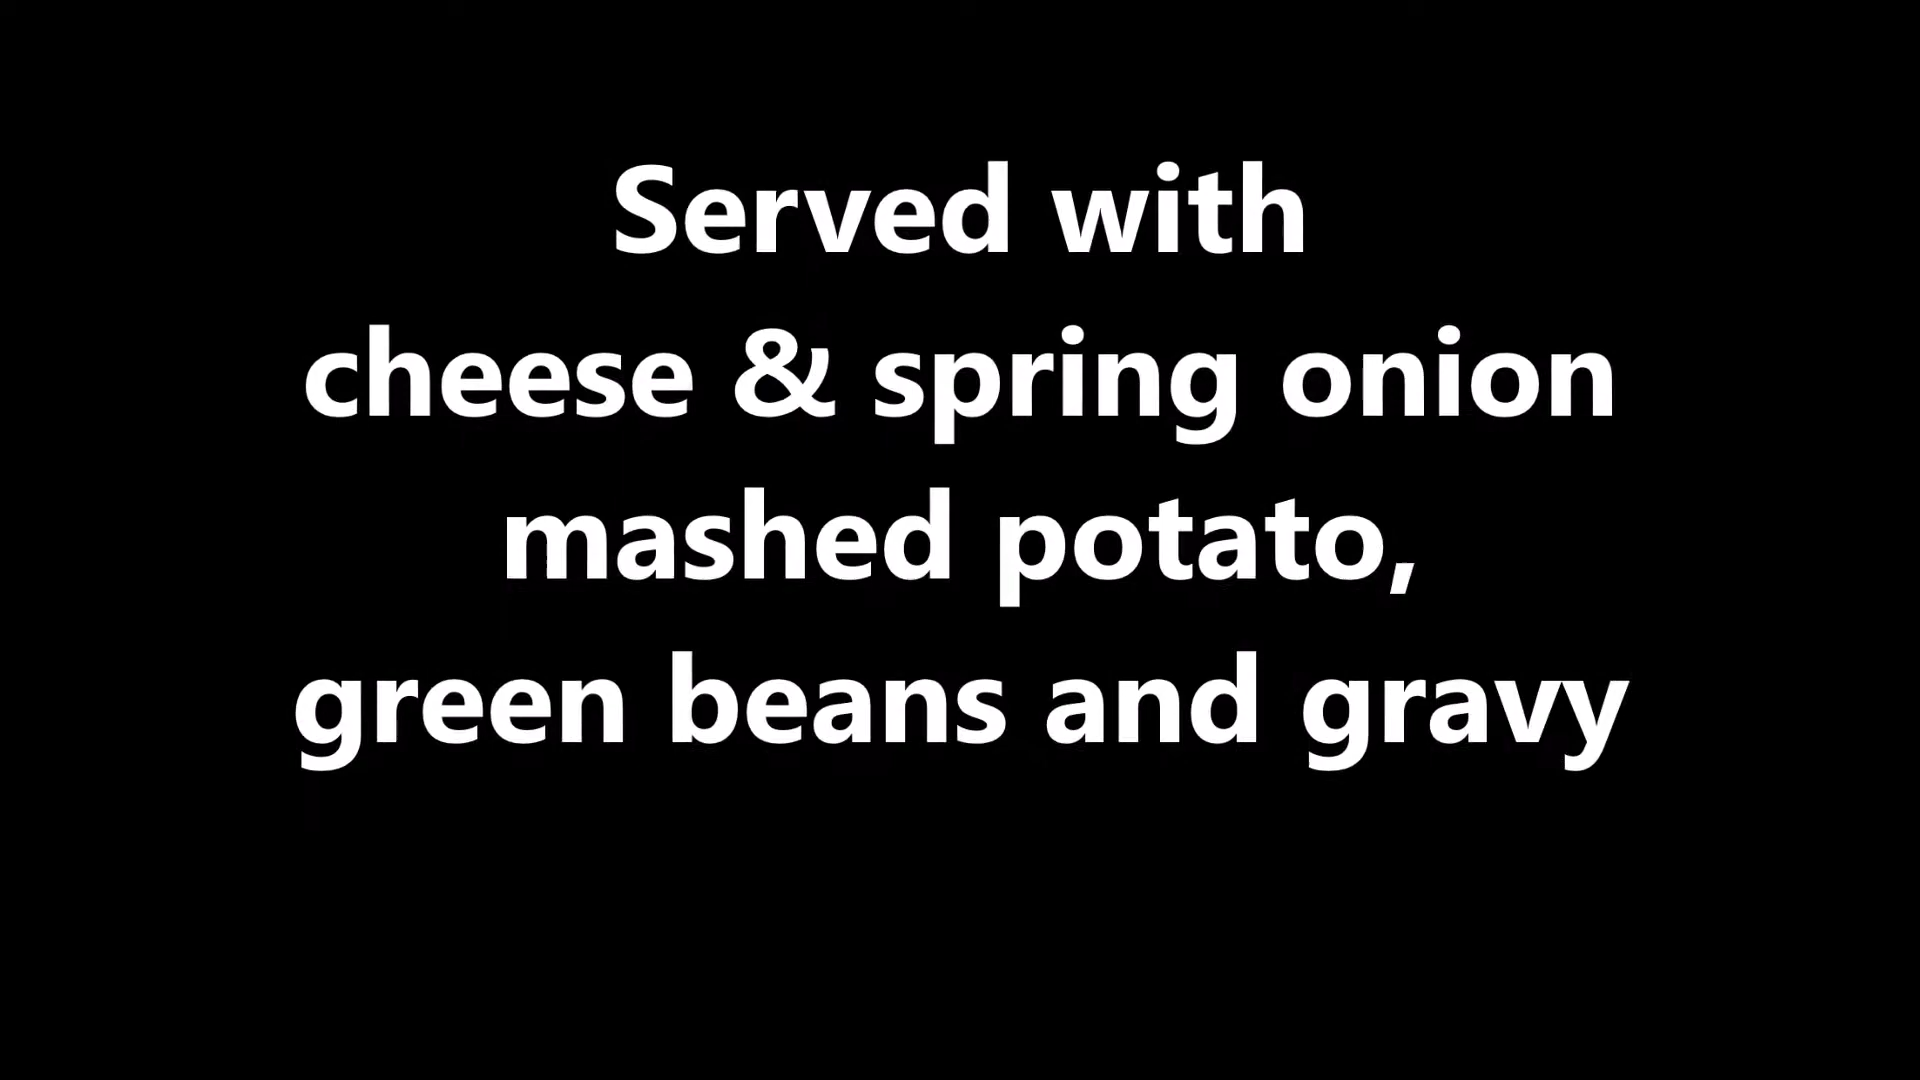 Served with
cheese & spring onion
mashed potato,
green beans and gravy